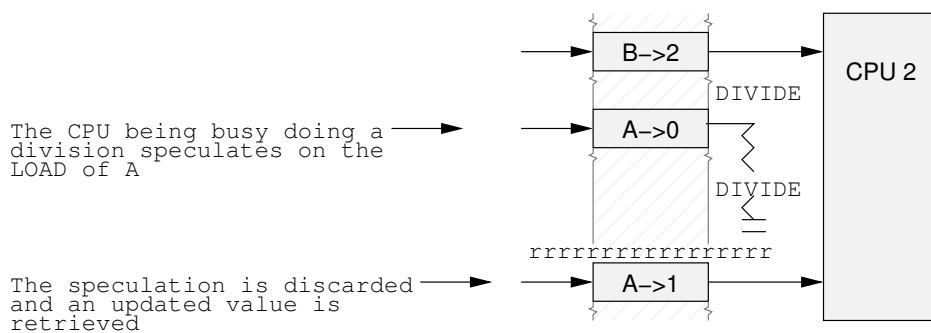 B->2
CPU 2
DIVIDE
The CPU being busy doing a
division speculates on the
LOAD of A
A->0
DIVIDE
rrrrrrrrrrrrrrrrr
The speculation is discarded
and an updated value is
retrieved
A->1